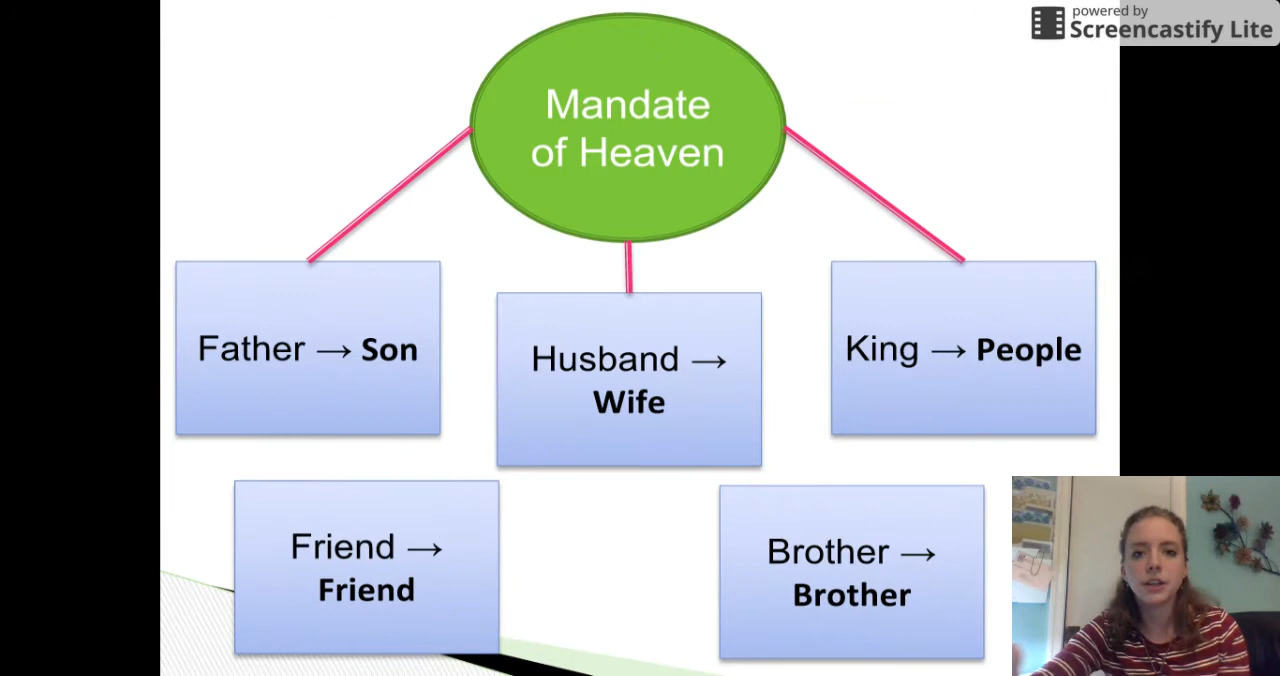 powered by
Screencastify Lite
Mandate
of Heaven
Father → Son
Husband →
Wife
King → People
Friend →
Friend
Brother →
Brother